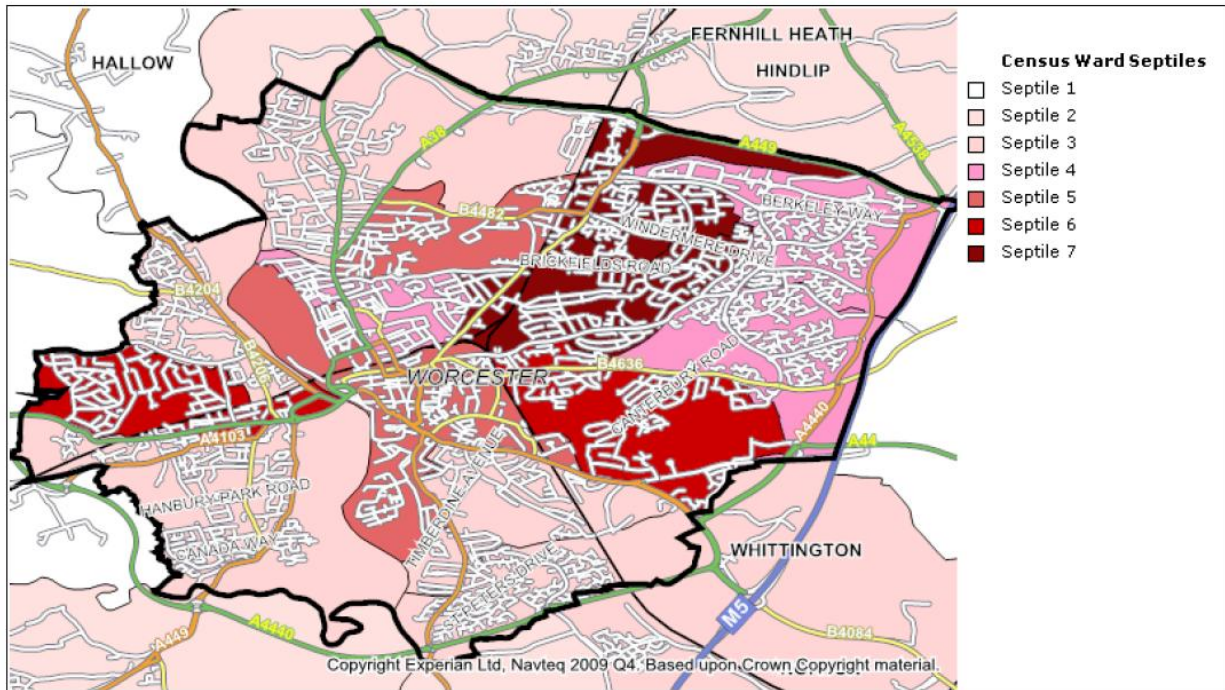 HALLOW
FERNHILL HEATH
HINDLIP
A38
A449
A4538
BERKELEY WAY
B4482
WINDERMERE DRIVE
BRICKFIELDS ROAD
B4204
B4206
WORCESTER
B4636
CANTERBURY ROAD
A4440
A44
A4103
HANBURY PARK ROAD
TIMBERDINE AVENUE
CANADA WAY
ST PETERS DRIVE
WHITTINGTON
M5
A449
A4440
B4084
Copyright Experian Ltd, Navteq 2009 Q4. Based upon Crown Copyright material.
Census Ward Septiles
Septile 1
Septile 2
Septile 3
Septile 4
Septile 5
Septile 6
Septile 7